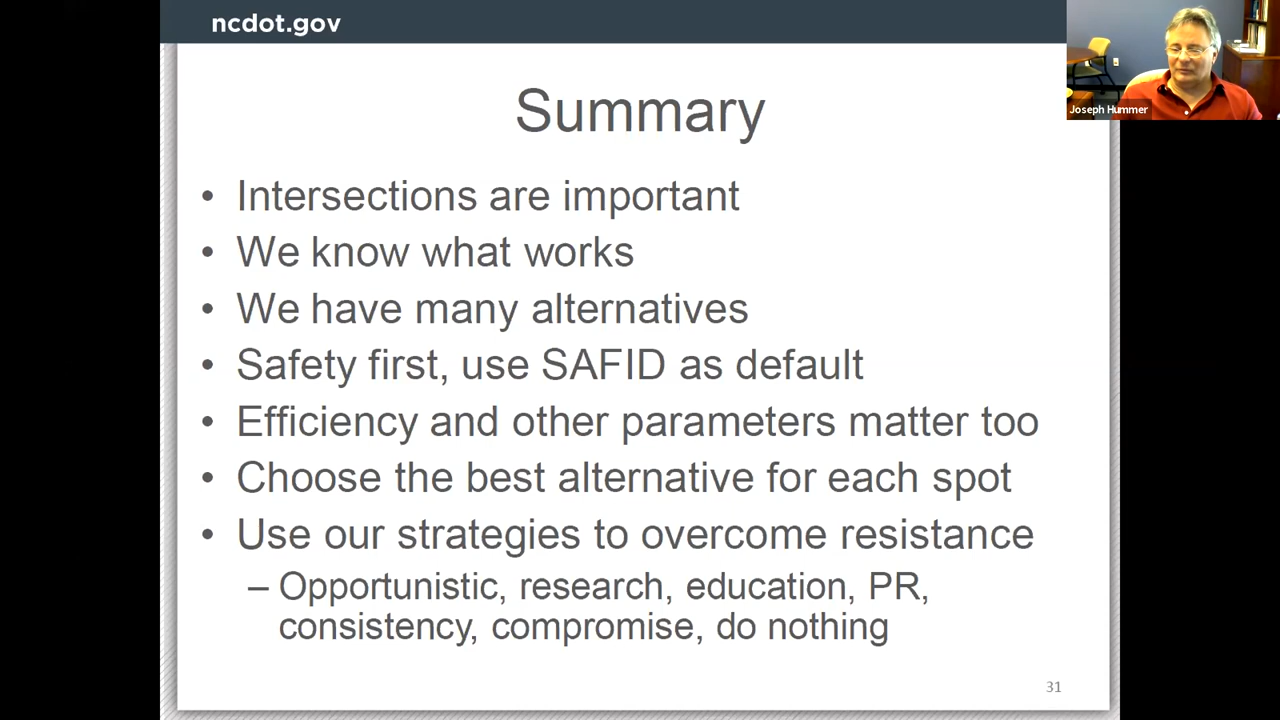 ncdot.gov
Joseph Hummer
Summary
• Intersections are important
• We know what works
• We have many alternatives
• Safety first, use SAFID as default
• Efficiency and other parameters matter too
• Choose the best alternative for each spot
• Use our strategies to overcome resistance
– Opportunistic, research, education, PR,
consistency, compromise, do nothing
31